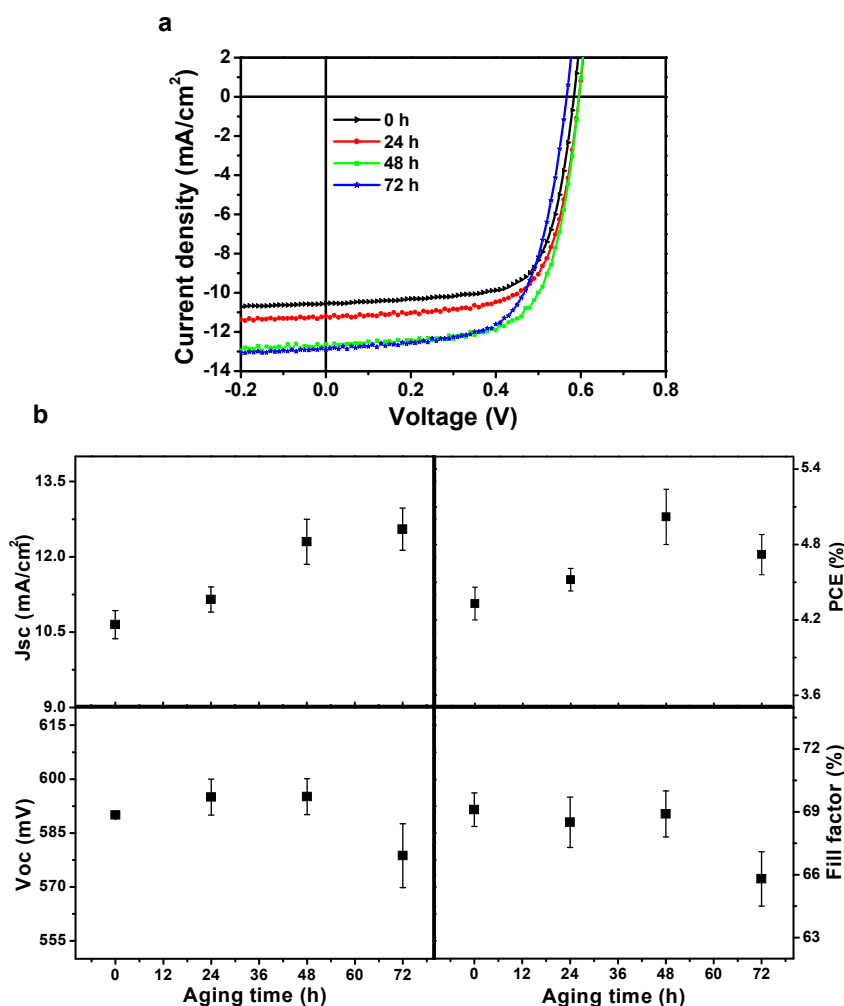 a
Current density (mA/cm²)
2
0
-2
-4
-6
-8
-10
-12
-14
0 h
24 h
48 h
72 h
-0.2 0.0 0.2 0.4 0.6 0.8
Voltage (V)
b
Jsc (mA/cm²)
13.5
12.0
10.5
9.0
PCE (%)
5.4
4.8
4.2
3.6
Voc (mV)
615
600
585
570
555
Fill factor (%)
72
69
66
63
0 12 24 36 48 60 72
Aging time (h)
0 12 24 36 48 60 72
Aging time (h)